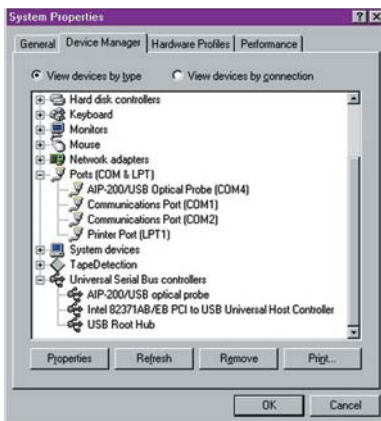 System Properties
General Device Manager Hardware Profiles Performance
View devices by type View devices by connection
Hard disk controllers
Keyboard
Monitors
Mouse
Network adapters
Ports (COM & LPT)
AIP-200/USB Optical Probe (COM4)
Communications Port (COM1)
Communications Port (COM2)
Printer Port (LPT1)
System devices
TapeDetection
Universal Serial Bus controllers
AIP-200/USB optical probe
Intel 82371AB/EB PCI to USB Universal Host Controller
USB Root Hub
Properties Refresh Remove Print...
OK Cancel